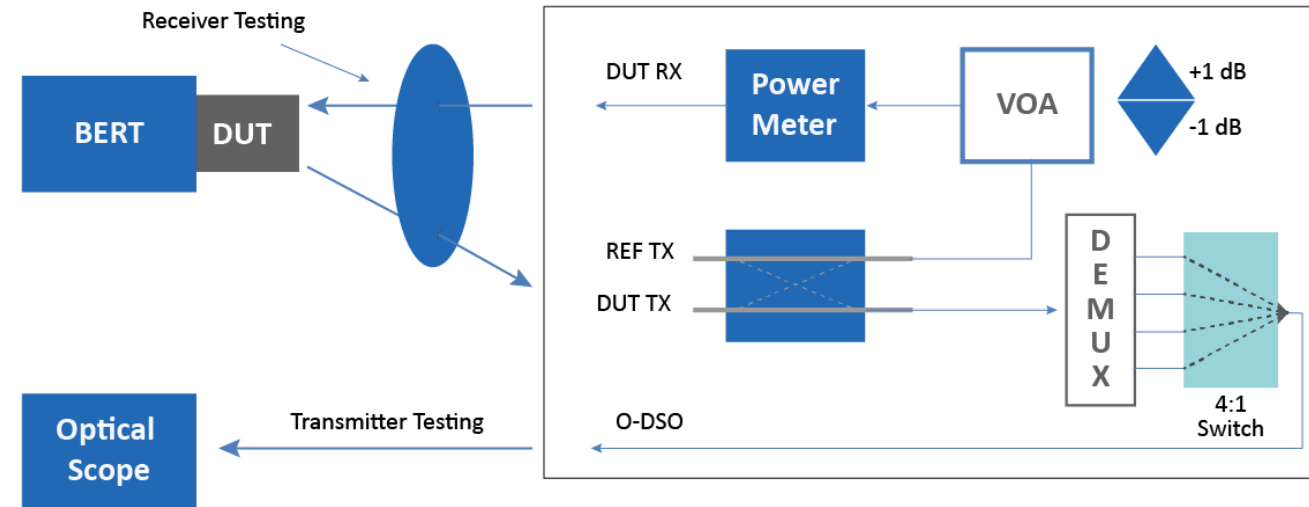 Receiver Testing
BERT
DUT
DUT RX
Power
Meter
VOA
+1 dB
-1 dB
REF TX
DUT TX
D
E
M
U
X
4:1
Switch
O-DSO
Transmitter Testing
Optical
Scope